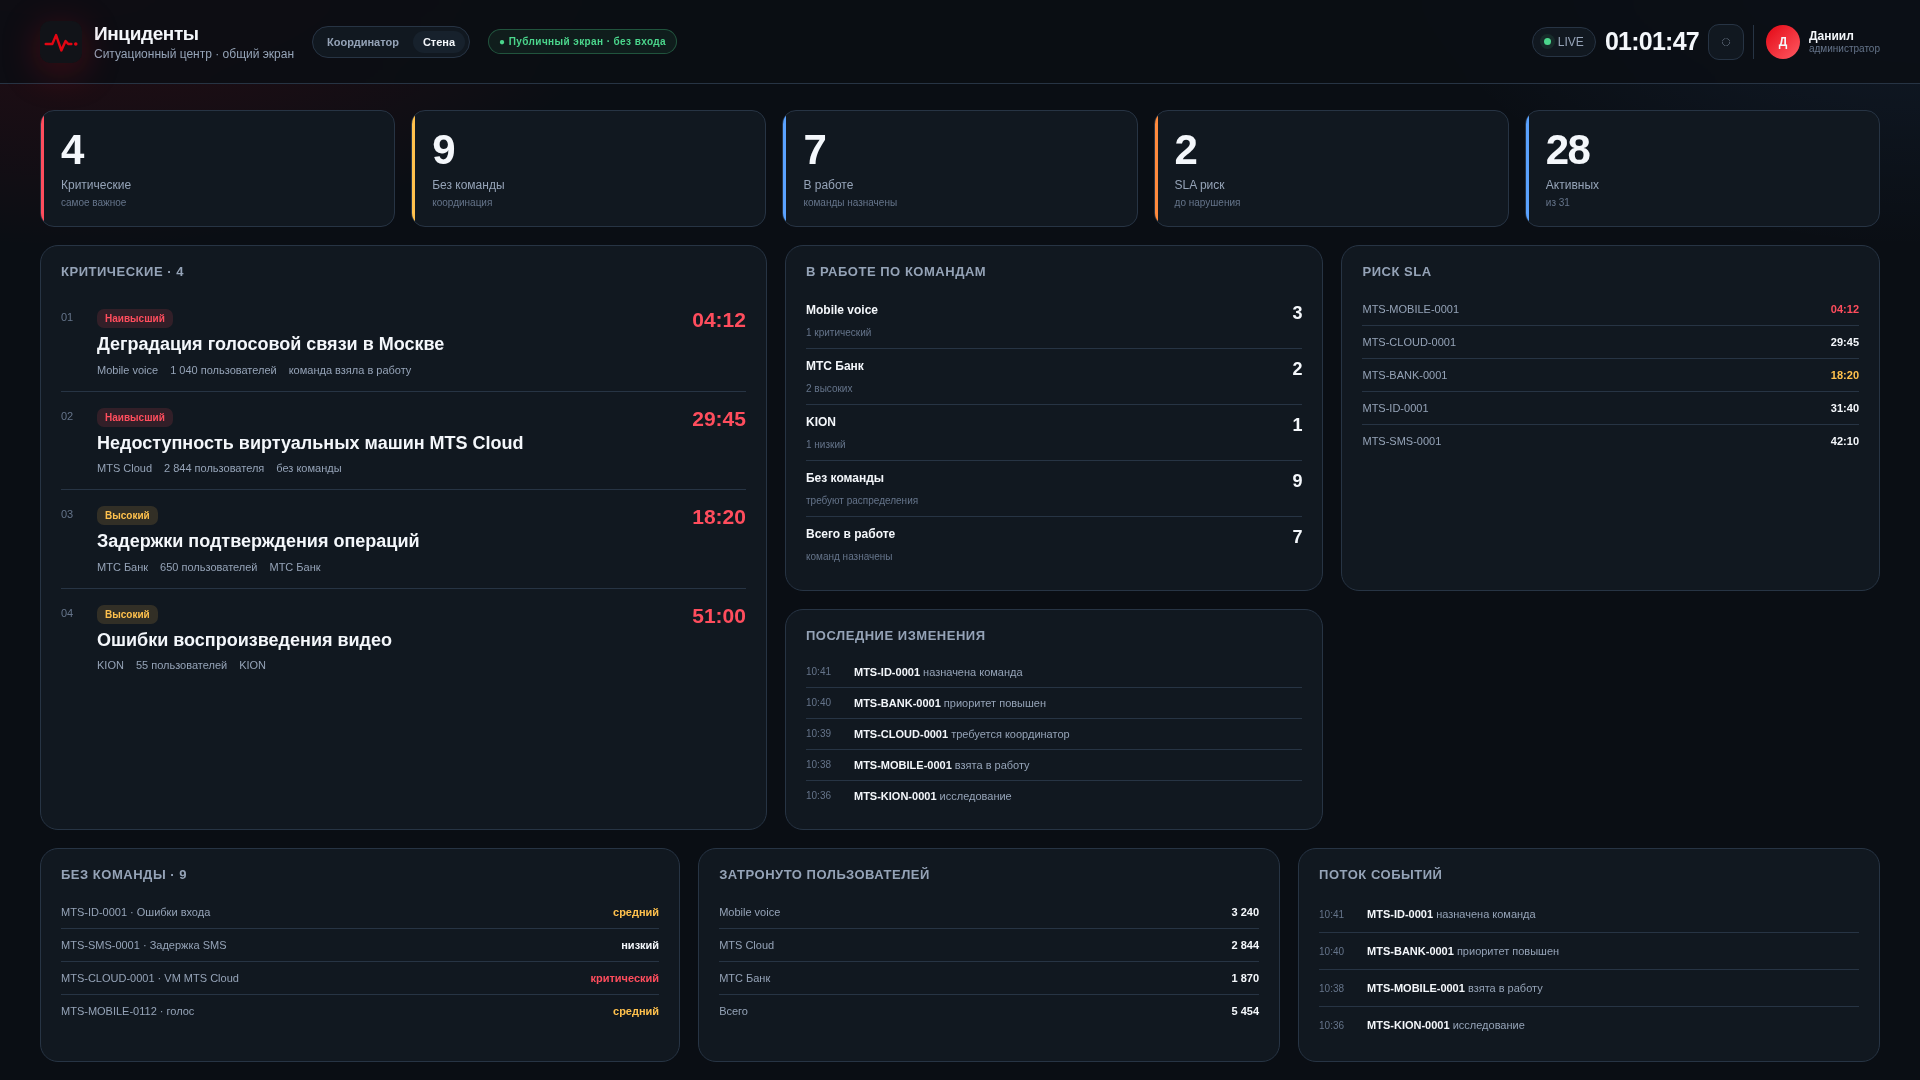 Инциденты
Ситуационный центр · общий экран
Координатор Стена
● Публичный экран · без входа
LIVE
01:01:47
Д
Даниил
администратор
4
Критические
самое важное
9
Без команды
координация
7
В работе
команды назначены
2
SLA риск
до нарушения
28
Активных
из 31
КРИТИЧЕСКИЕ · 4
01 Наивысший 04:12
Деградация голосовой связи в Москве
Mobile voice 1 040 пользователей команда взяла в работу
02 Наивысший 29:45
Недоступность виртуальных машин MTS Cloud
MTS Cloud 2 844 пользователя без команды
03 Высокий 18:20
Задержки подтверждения операций
МТС Банк 650 пользователей МТС Банк
04 Высокий 51:00
Ошибки воспроизведения видео
KION 55 пользователей KION
В РАБОТЕ ПО КОМАНДАМ
Mobile voice 3
1 критический
МТС Банк 2
2 высоких
KION 1
1 низкий
Без команды 9
требуют распределения
Всего в работе 7
команд назначены
РИСК SLA
MTS-MOBILE-0001 04:12
MTS-CLOUD-0001 29:45
MTS-BANK-0001 18:20
MTS-ID-0001 31:40
MTS-SMS-0001 42:10
ПОСЛЕДНИЕ ИЗМЕНЕНИЯ
10:41 MTS-ID-0001 назначена команда
10:40 MTS-BANK-0001 приоритет повышен
10:39 MTS-CLOUD-0001 требуется координатор
10:38 MTS-MOBILE-0001 взята в работу
10:36 MTS-KION-0001 исследование
БЕЗ КОМАНДЫ · 9
MTS-ID-0001 · Ошибки входа средний
MTS-SMS-0001 · Задержка SMS низкий
MTS-CLOUD-0001 · VM MTS Cloud критический
MTS-MOBILE-0112 · голос средний
ЗАТРОНУТО ПОЛЬЗОВАТЕЛЕЙ
Mobile voice 3 240
MTS Cloud 2 844
МТС Банк 1 870
Всего 5 454
ПОТОК СОБЫТИЙ
10:41 MTS-ID-0001 назначена команда
10:40 MTS-BANK-0001 приоритет повышен
10:38 MTS-MOBILE-0001 взята в работу
10:36 MTS-KION-0001 исследование